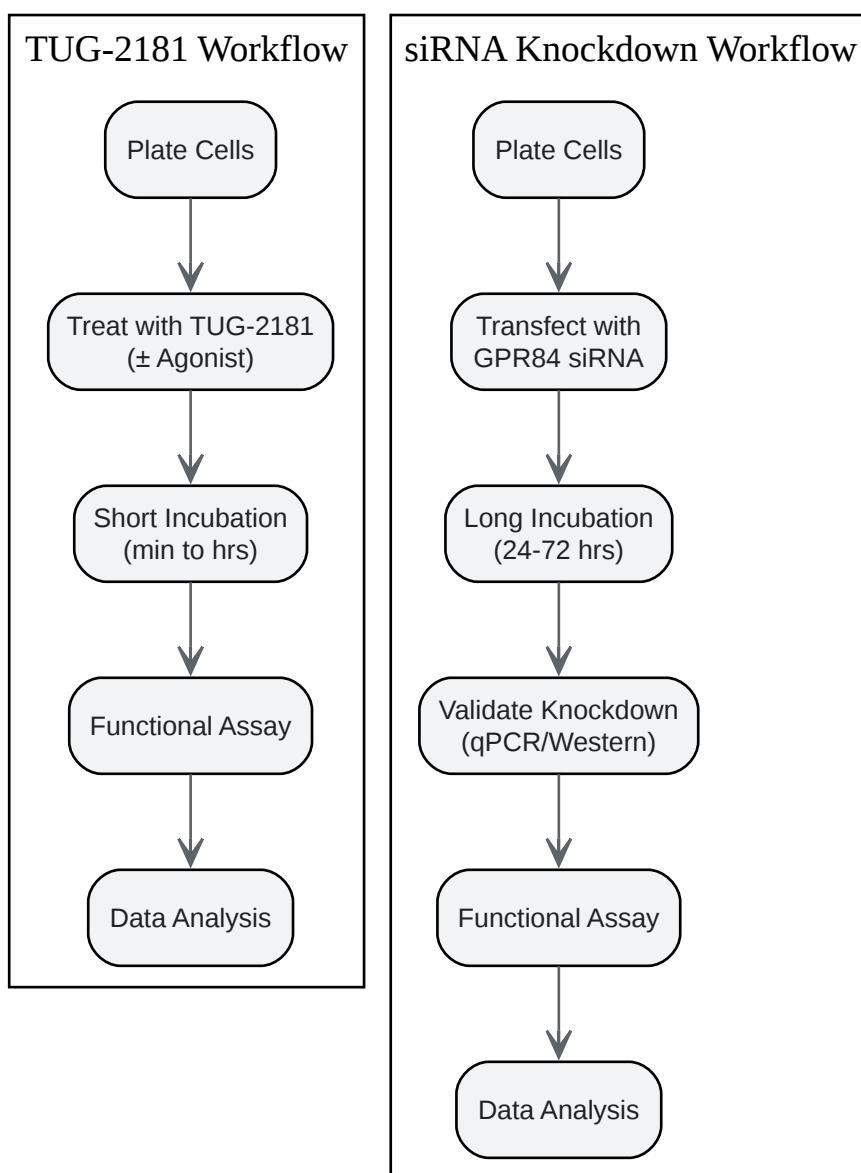 TUG-2181 Workflow
Plate Cells
Treat with TUG-2181
(± Agonist)
Short Incubation
(min to hrs)
Functional Assay
Data Analysis
siRNA Knockdown Workflow
Plate Cells
Transfect with
GPR84 siRNA
Long Incubation
(24-72 hrs)
Validate Knockdown
(qPCR/Western)
Functional Assay
Data Analysis